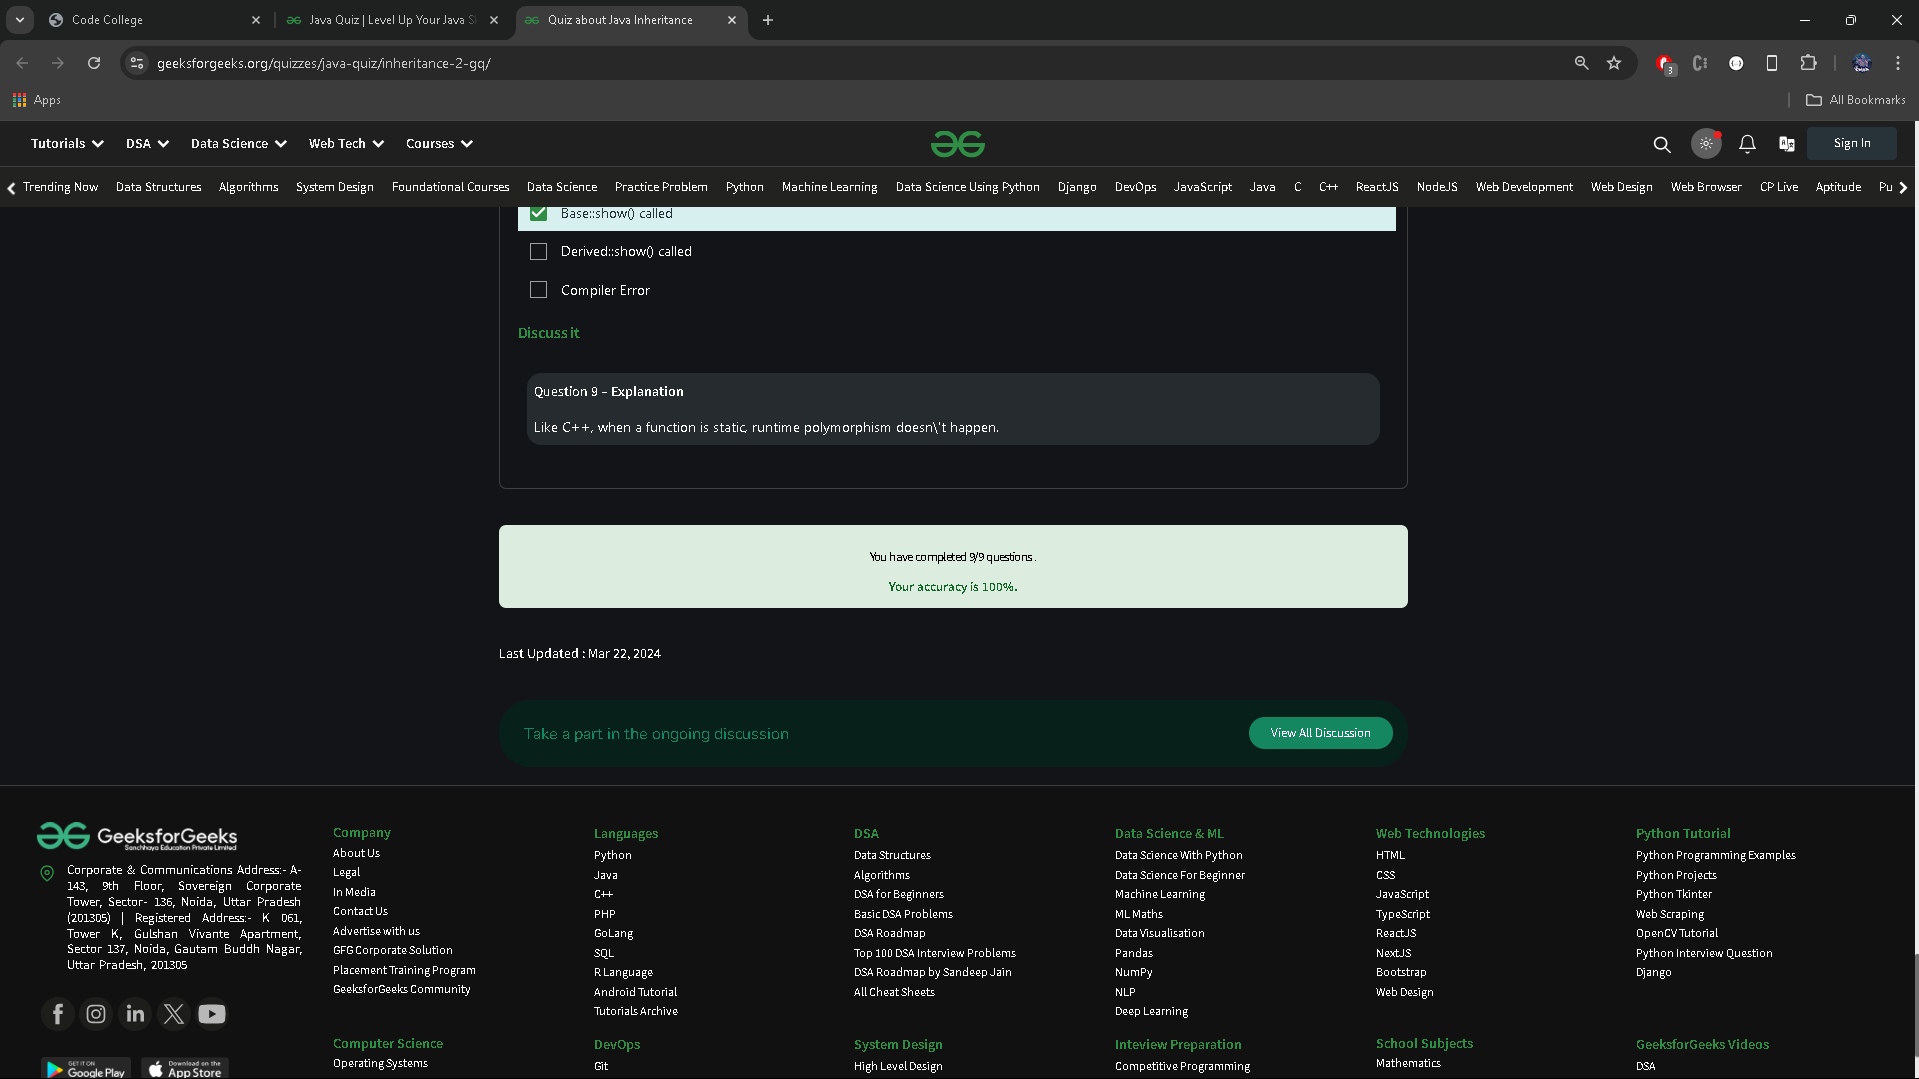 Code College
Java Quiz | Level Up Your Java S
Quiz about Java Inheritance
geeksforgeeks.org/quizzes/java-quiz/inheritance-2-gq/
3
Apps
All Bookmarks
Tutorials DSA Data Science Web Tech Courses
Sign In
Trending Now Data Structures Algorithms System Design Foundational Courses Data Science Practice Problem Python Machine Learning Data Science Using Python Django DevOps JavaScript Java C C++ ReactJS NodeJS Web Development Web Design Web Browser CP Live Aptitude Pu
Base::show() called
Derived::show() called
Compiler Error
Discuss it
Question 9 - Explanation
Like C++, when a function is static, runtime polymorphism doesn\'t happen.
You have completed 9/9 questions .
Your accuracy is 100%.
Last Updated : Mar 22, 2024
Take a part in the ongoing discussion
View All Discussion
GeeksforGeeks
Sanchhaya Education Private Limited
Corporate & Communications Address:- A-
143, 9th Floor, Sovereign Corporate
Tower, Sector- 136, Noida, Uttar Pradesh
(201305) | Registered Address:- K 061,
Tower K, Gulshan Vivante Apartment,
Sector 137, Noida, Gautam Buddh Nagar,
Uttar Pradesh, 201305
GET IT ON
Google Play
Download on the
App Store
Company
About Us
Legal
In Media
Contact Us
Advertise with us
GFG Corporate Solution
Placement Training Program
GeeksforGeeks Community
Languages
Python
Java
C++
PHP
GoLang
SQL
R Language
Android Tutorial
Tutorials Archive
DSA
Data Structures
Algorithms
DSA for Beginners
Basic DSA Problems
DSA Roadmap
Top 100 DSA Interview Problems
DSA Roadmap by Sandeep Jain
All Cheat Sheets
Data Science & ML
Data Science With Python
Data Science For Beginner
Machine Learning
ML Maths
Data Visualisation
Pandas
NumPy
NLP
Deep Learning
Web Technologies
HTML
CSS
JavaScript
TypeScript
ReactJS
NextJS
Bootstrap
Web Design
Python Tutorial
Python Programming Examples
Python Projects
Python Tkinter
Web Scraping
OpenCV Tutorial
Python Interview Question
Django
Computer Science
Operating Systems
DevOps
Git
System Design
High Level Design
Inteview Preparation
Competitive Programming
School Subjects
Mathematics
GeeksforGeeks Videos
DSA